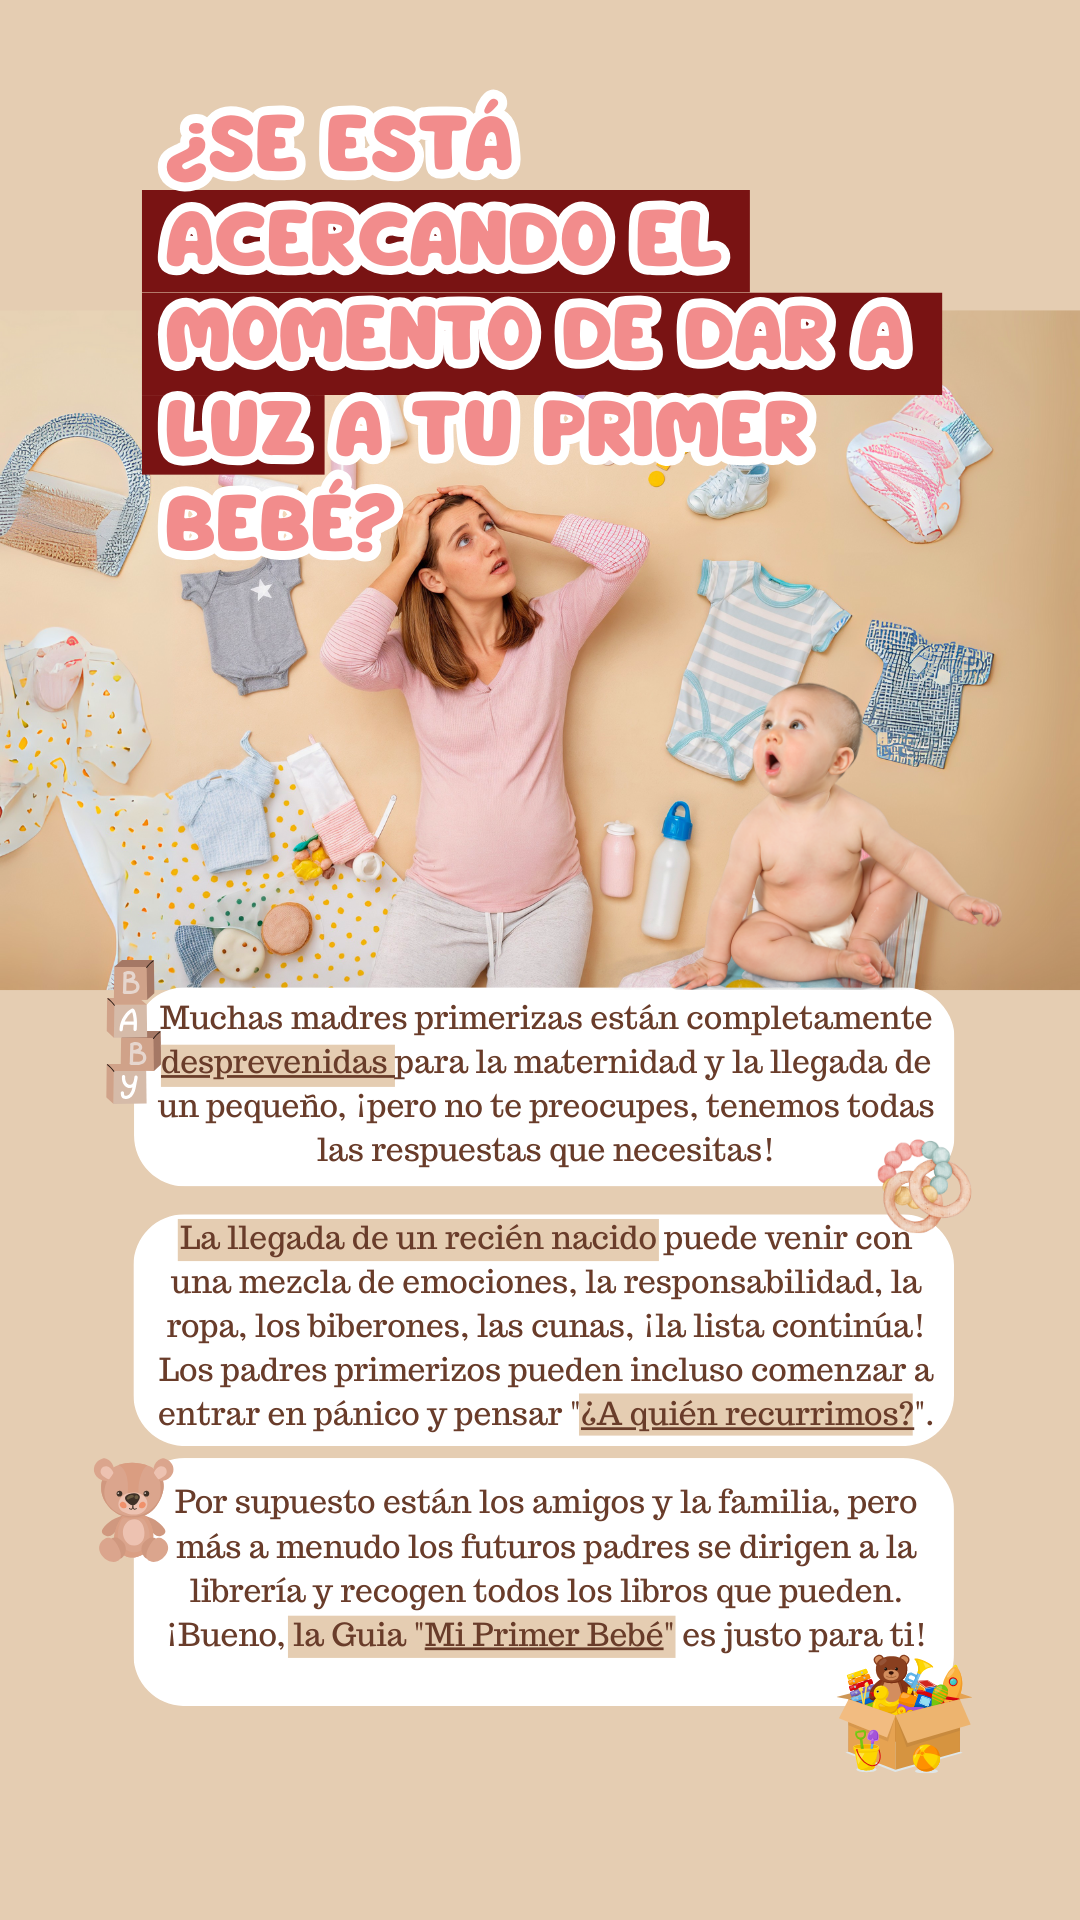 ¿SE ESTÁ
ACERCANDO EL
MOMENTO DE DAR A
LUZ A TU PRIMER
BEBÉ?
B
A
B
Y
Muchas madres primerizas están completamente
desprevenidas para la maternidad y la llegada de
un pequeño, ¡pero no te preocupes, tenemos todas
las respuestas que necesitas!
La llegada de un recién nacido puede venir con
una mezcla de emociones, la responsabilidad, la
ropa, los biberones, las cunas, ¡la lista continúa!
Los padres primerizos pueden incluso comenzar a
entrar en pánico y pensar "¿A quién recurrimos?".
Por supuesto están los amigos y la familia, pero
más a menudo los futuros padres se dirigen a la
librería y recogen todos los libros que pueden.
¡Bueno, la Guia "Mi Primer Bebé" es justo para ti!